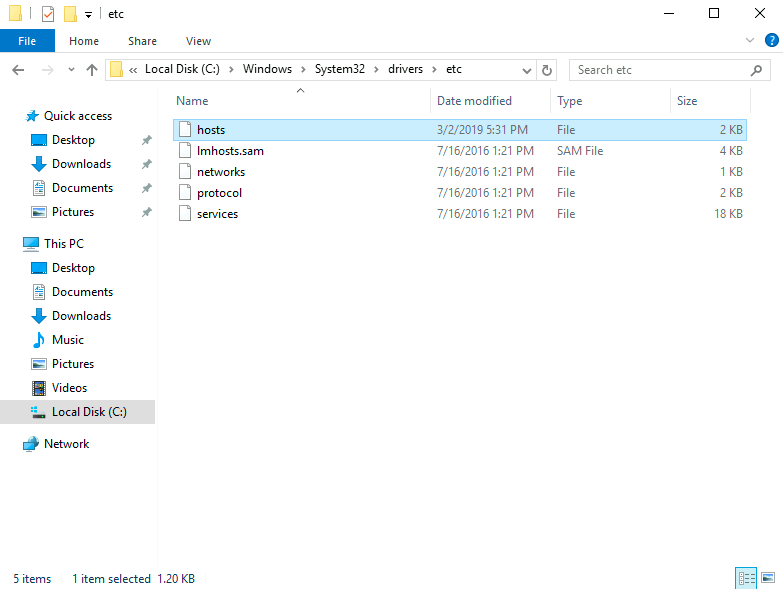 etc
File Home Share View
« Local Disk (C:) Windows System32 drivers etc Search etc
Name Date modified Type Size
Quick access
Desktop
Downloads
Documents
Pictures
This PC
Desktop
Documents
Downloads
Music
Pictures
Videos
Local Disk (C:)
Network
hosts 3/2/2019 5:31 PM File 2 KB
lmhosts.sam 7/16/2016 1:21 PM SAM File 4 KB
networks 7/16/2016 1:21 PM File 1 KB
protocol 7/16/2016 1:21 PM File 2 KB
services 7/16/2016 1:21 PM File 18 KB
5 items 1 item selected 1.20 KB